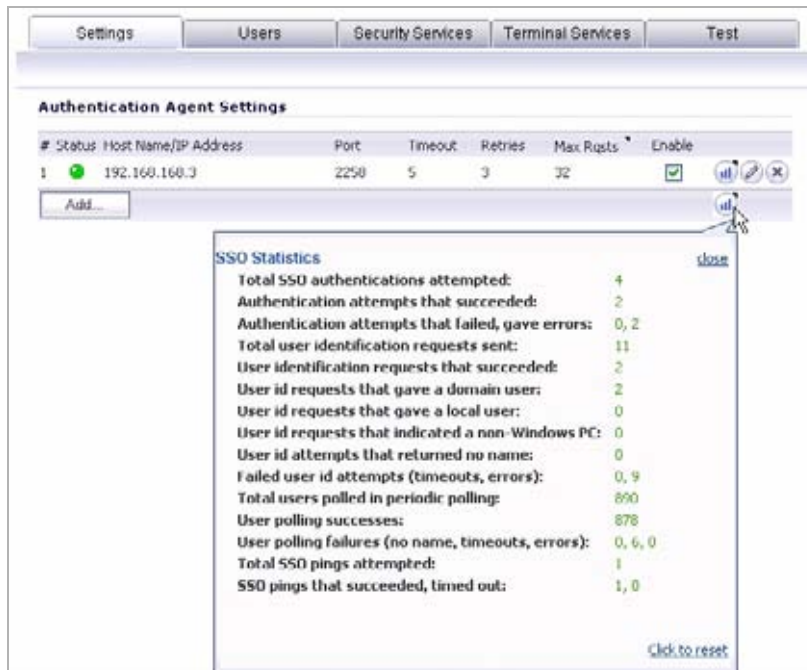 Settings Users Security Services Terminal Services Test
Authentication Agent Settings
# Status Host Name/IP Address Port Timeout Retries Max Rqsts Enable
1 192.168.168.3 2258 5 3 32
Add...
SSO Statistics close
Total SSO authentications attempted: 4
Authentication attempts that succeeded: 2
Authentication attempts that failed, gave errors: 0, 2
Total user identification requests sent: 11
User identification requests that succeeded: 2
User id requests that gave a domain user: 2
User id requests that gave a local user: 0
User id requests that indicated a non-Windows PC: 0
User id attempts that returned no name: 0
Failed user id attempts (timeouts, errors): 0, 9
Total users polled in periodic polling: 890
User polling successes: 878
User polling failures (no name, timeouts, errors): 0, 6, 0
Total SSO pings attempted: 1
SSO pings that succeeded, timed out: 1, 0
Click to reset